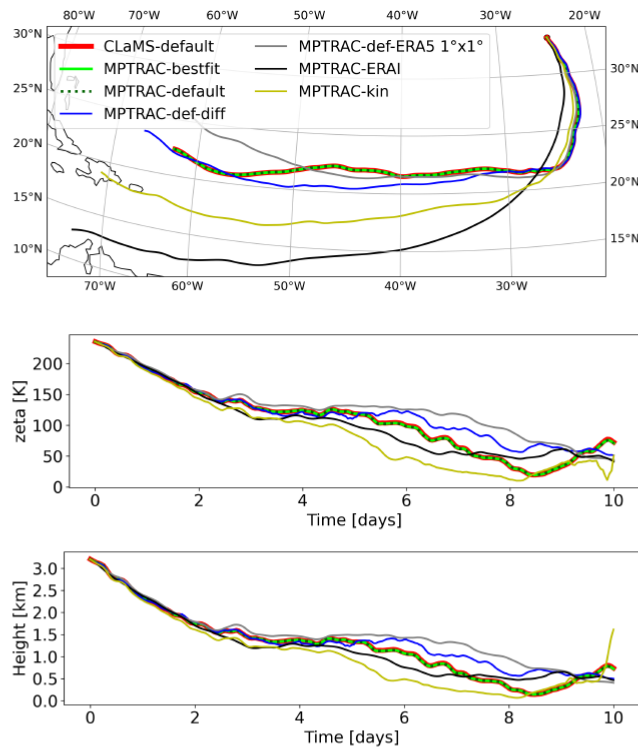 80°W 70°W 60°W 50°W 40°W 30°W 20°W
30°N
CLaMS-default
MPTRAC-def-ERA5 1°x1°
MPTRAC-bestfit
MPTRAC-ERAI
30°N
25°N
MPTRAC-default
MPTRAC-kin
MPTRAC-def-diff
25°N
20°N
20°N
15°N
15°N
10°N
70°W 60°W 50°W 40°W 30°W
zeta [K]
200
150
100
50
0
0 2 4 6 8 10
Time [days]
Height [km]
3.0
2.5
2.0
1.5
1.0
0.5
0.0
0 2 4 6 8 10
Time [days]